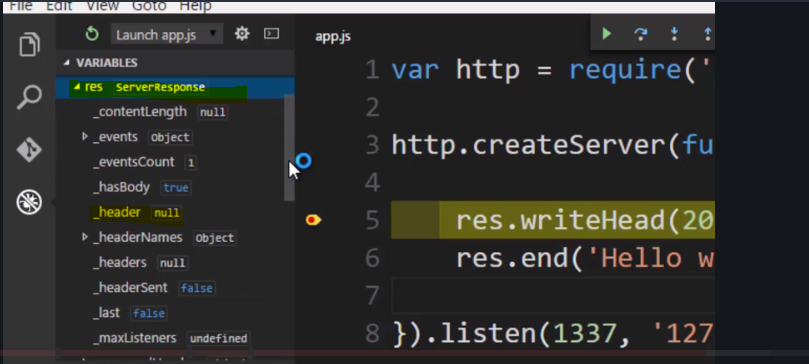 File Edit View Goto Help
Launch app.js
app.js
VARIABLES
res ServerResponse
_contentLength null
_events Object
_eventsCount 1
_hasBody true
_header null
_headerNames Object
_headers null
_headerSent false
_last false
_maxListeners undefined
1 var http = require('
2
3 http.createServer(fu
4
5 res.writeHead(20
6 res.end('Hello w
7
8 }).listen(1337, '127